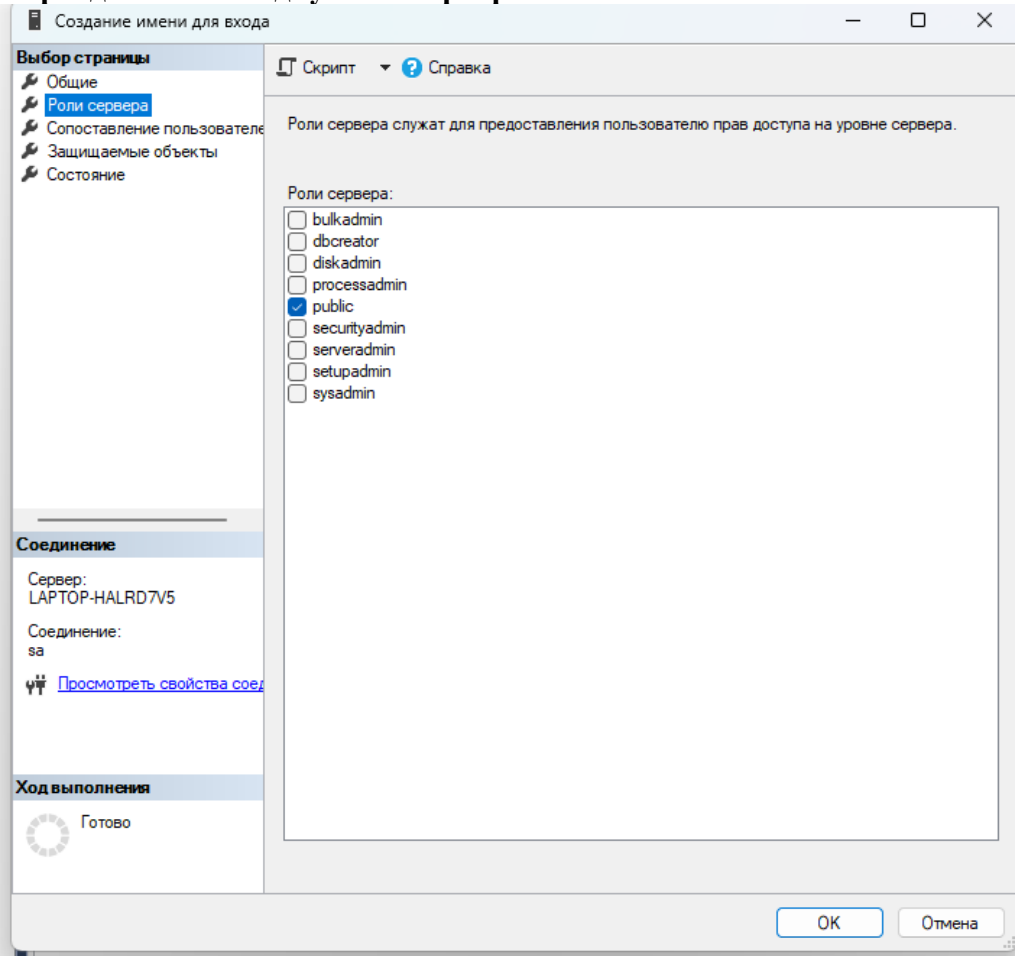 Создание имени для входа
Выбор страницы
Общие
Роли сервера
Сопоставление пользователе
Защищаемые объекты
Состояние
Скрипт
Справка
Роли сервера служат для предоставления пользователю прав доступа на уровне сервера.
Роли сервера:
bulkadmin
dbcreator
diskadmin
processadmin
public
securityadmin
serveradmin
setupadmin
sysadmin
Соединение
Сервер:
LAPTOP-HALRD7V5
Соединение:
sa
Просмотреть свойства соед
Ход выполнения
Готово
OK
Отмена